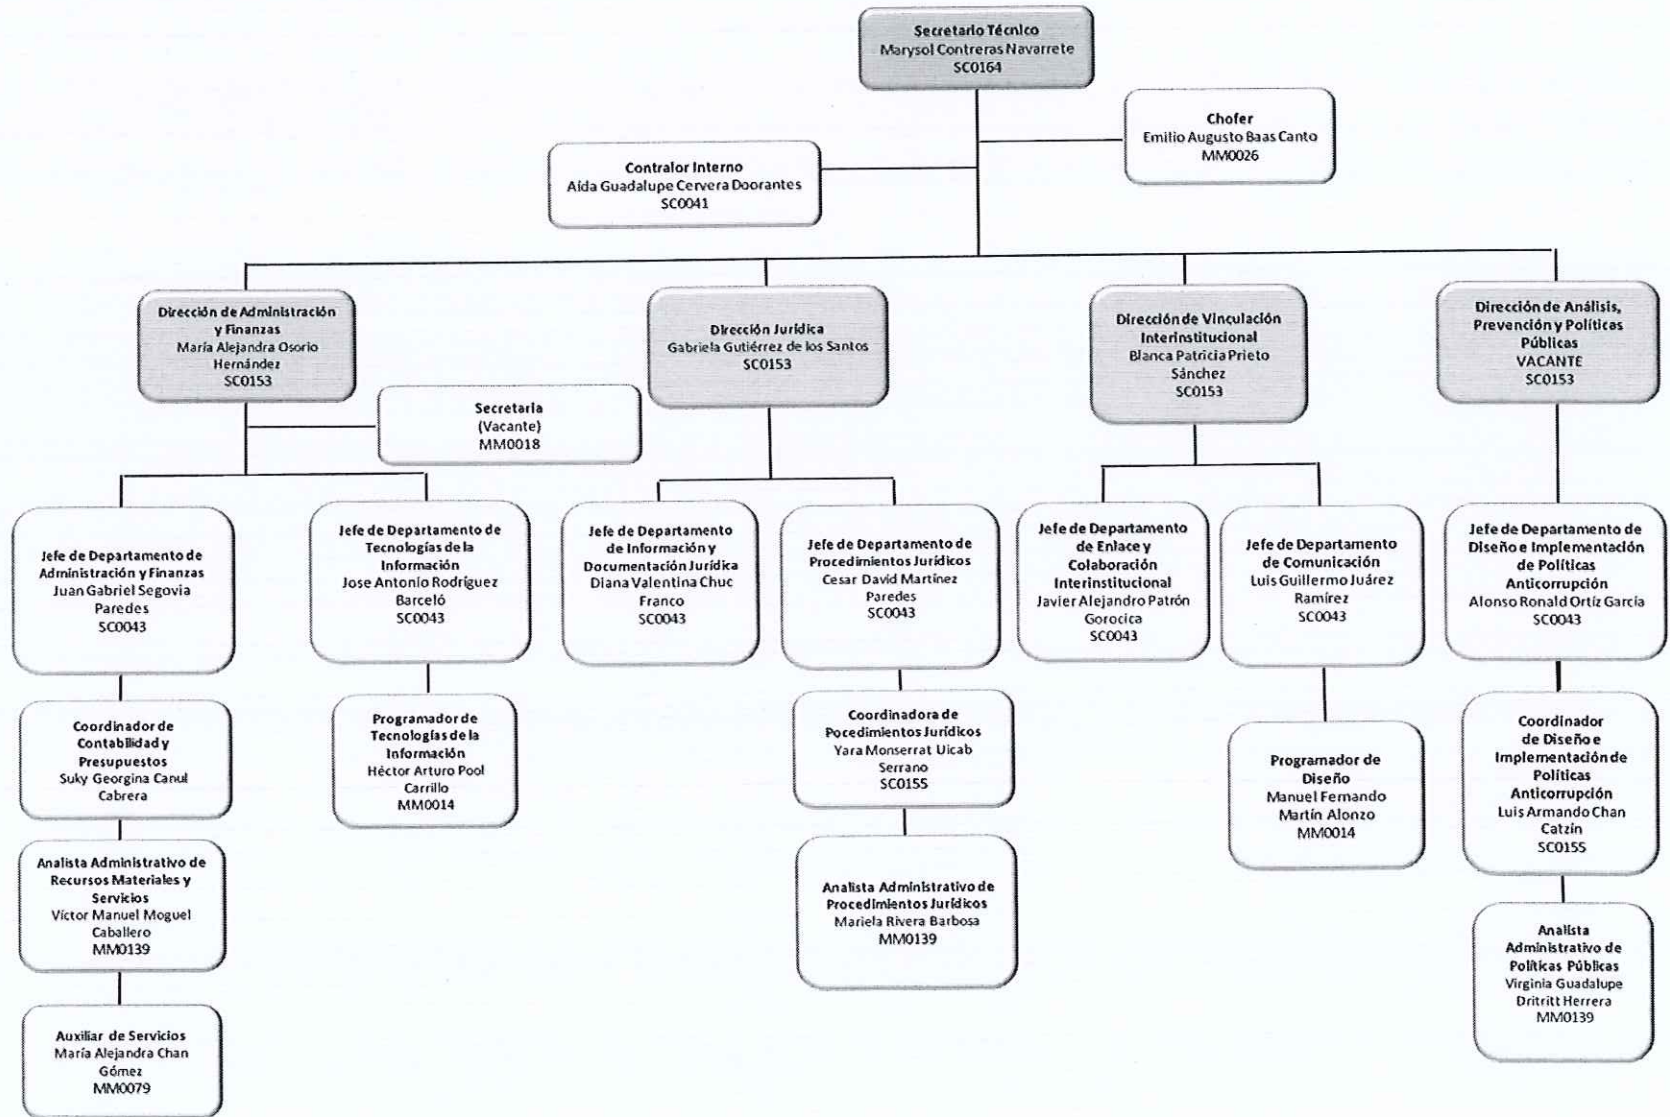 Secretario Técnico
Marysol Contreras Navarrete
SC0164
Chofer
Emilio Augusto Baas Canto
MM0026
Contralor Interno
Aida Guadalupe Cervera Doorantes
SC0041
Dirección de Administración
y Finanzas
María Alejandra Osorio
Hernández
SC0153
Dirección Jurídica
Gabriela Gutiérrez de los Santos
SC0153
Dirección de Vinculación
Interinstitucional
Blanca Patricia Prieto
Sánchez
SC0153
Dirección de Análisis,
Prevención y Políticas
Públicas
VACANTE
SC0153
Secretaria
(Vacante)
MM0018
Jefe de Departamento de
Administración y Finanzas
Juan Gabriel Segovia
Paredes
SC0043
Jefe de Departamento de
Tecnologías de la
Información
Jose Antonio Rodríguez
Barceló
SC0043
Jefe de Departamento
de Información y
Documentación Jurídica
Diana Valentina Chuc
Franco
SC0043
Jefe de Departamento de
Procedimientos Jurídicos
Cesar David Martínez
Paredes
SC0043
Jefe de Departamento
de Enlace y
Colaboración
Interinstitucional
Javier Alejandro Patrón
Gorocica
SC0043
Jefe de Departamento
de Comunicación
Luis Guillermo Juárez
Ramírez
SC0043
Jefe de Departamento de
Diseño e Implementación
de Políticas
Anticorrupción
Alonso Ronald Ortíz García
SC0043
Coordinador de
Contabilidad y
Presupuestos
Suky Georgina Canul
Cabrera
Programador de
Tecnologías de la
Información
Héctor Arturo Pool
Carrillo
MM0014
Coordinadora de
Pocedimientos Jurídicos
Yara Monserrat Uicab
Serrano
SC0155
Programador de
Diseño
Manuel Fernando
Martín Alonzo
MM0014
Coordinador
de Diseño e
Implementación de
Políticas
Anticorrupción
Luis Armando Chan
Catzín
SC0155
Analista Administrativo de
Recursos Materiales y
Servicios
Víctor Manuel Moguel
Caballero
MM0139
Analista Administrativo de
Procedimientos Jurídicos
Mariela Rivera Barbosa
MM0139
Analista
Administrativo de
Políticas Públicas
Virginia Guadalupe
Dritritt Herrera
MM0139
Auxiliar de Servicios
María Alejandra Chan
Gómez
MM0079